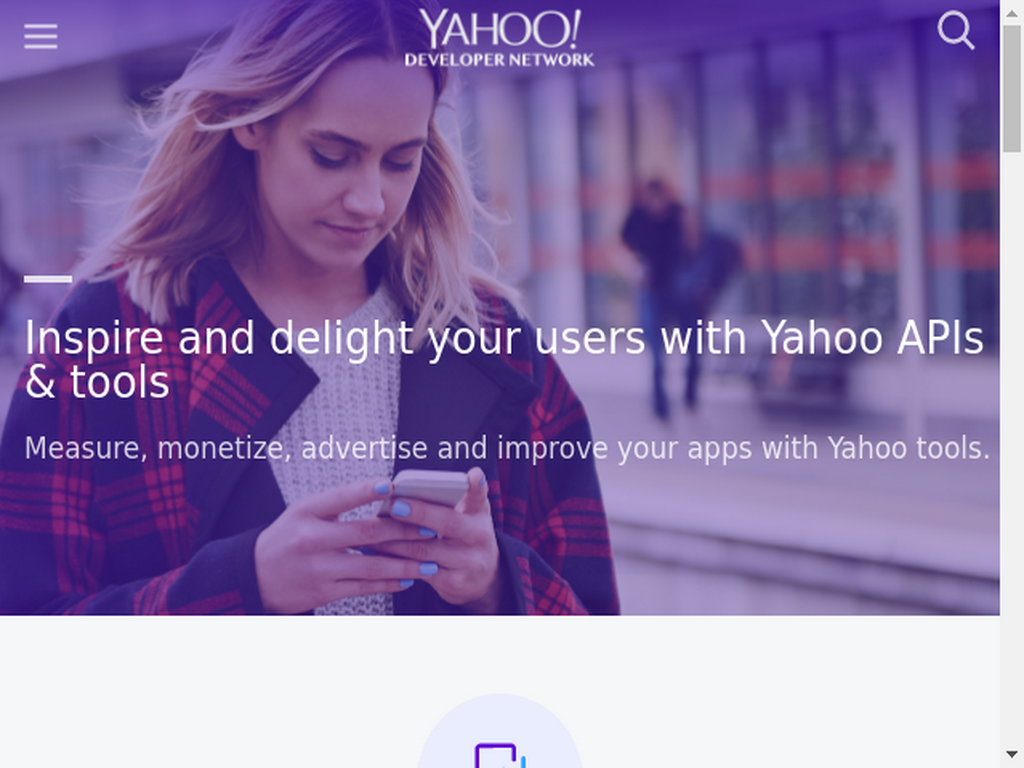 YAHOO!
DEVELOPER NETWORK
Inspire and delight your users with Yahoo APIs
& tools
Measure, monetize, advertise and improve your apps with Yahoo tools.